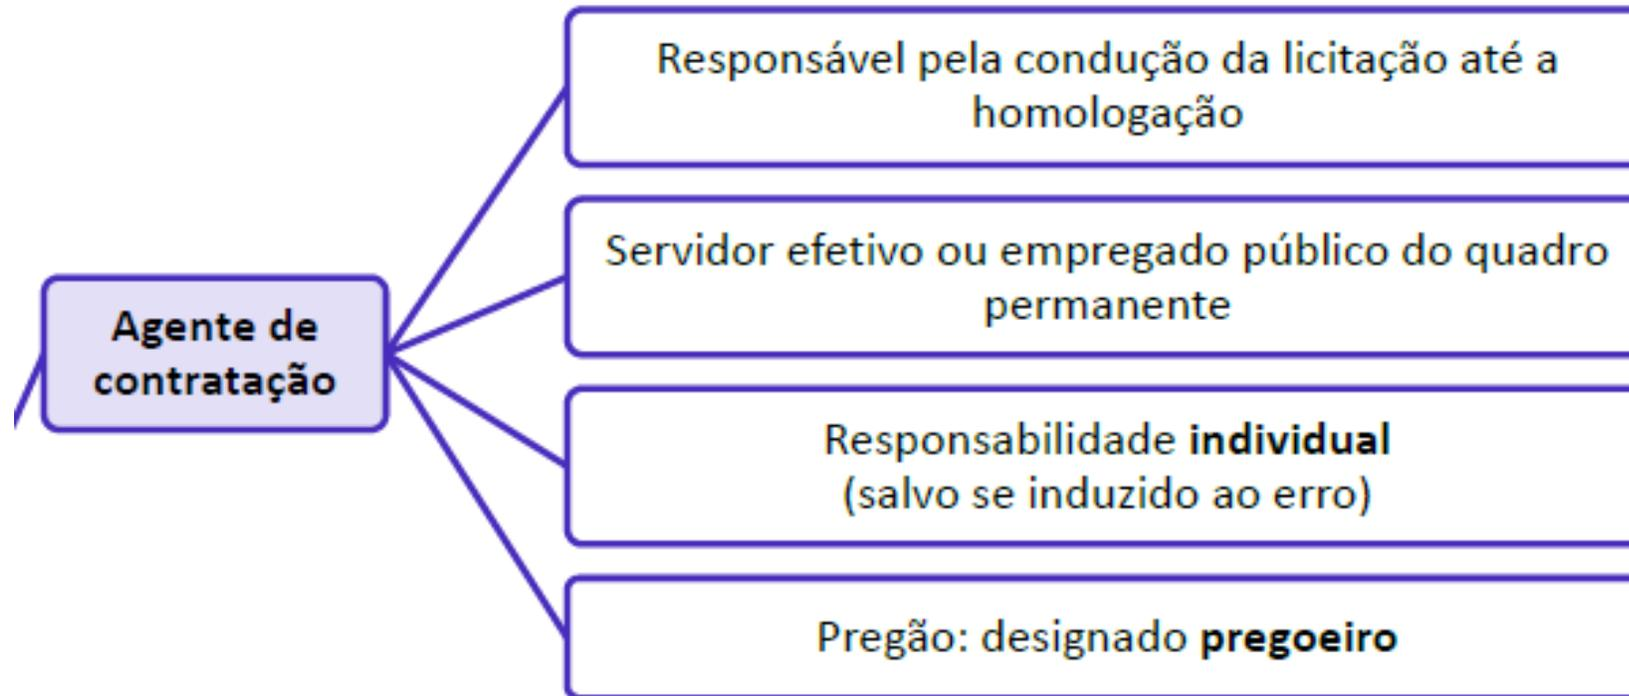 Responsável pela condução da licitação até a
homologação
Servidor efetivo ou empregado público do quadro
permanente
Agente de
contratação
Responsabilidade individual
(salvo se induzido ao erro)
Pregão: designado pregoeiro